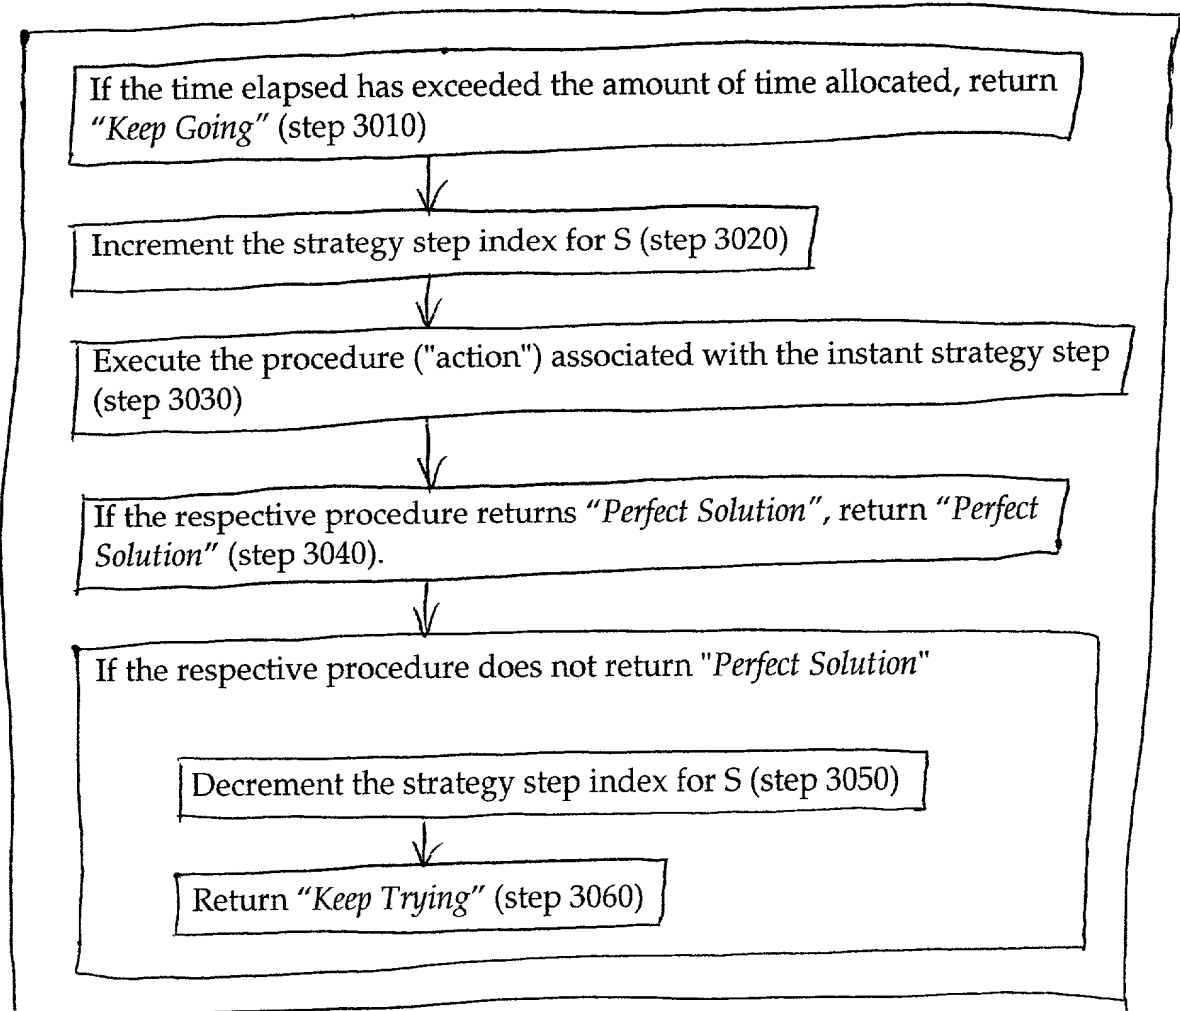 If the time elapsed has exceeded the amount of time allocated, return
“Keep Going” (step 3010)
Increment the strategy step index for S (step 3020)
Execute the procedure ("action") associated with the instant strategy step
(step 3030)
If the respective procedure returns “Perfect Solution”, return “Perfect
Solution” (step 3040).
If the respective procedure does not return "Perfect Solution"
Decrement the strategy step index for S (step 3050)
Return “Keep Trying” (step 3060)